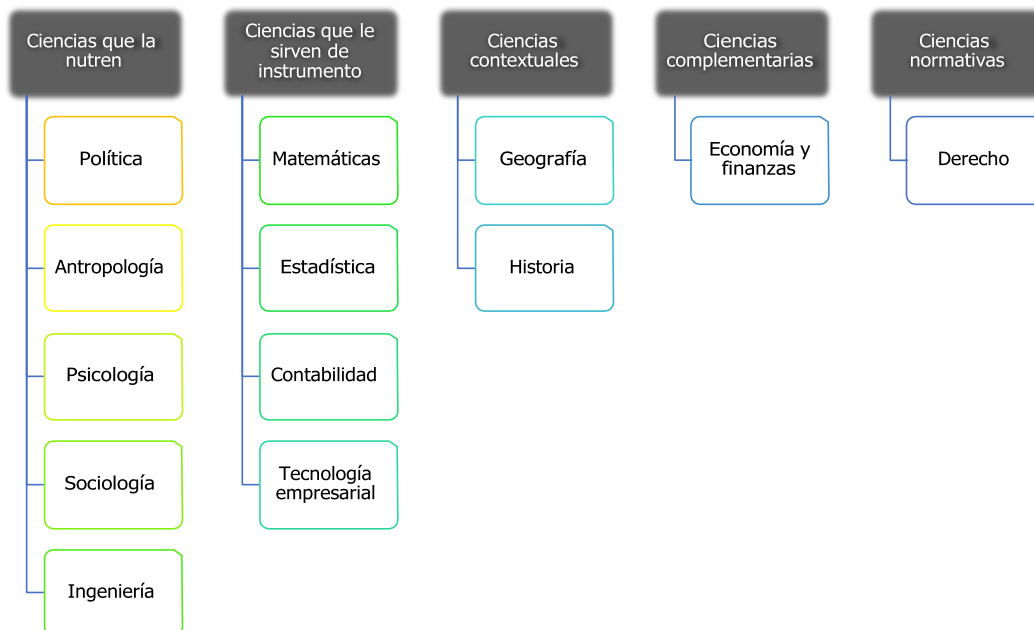 Ciencias que la
nutren
Política
Antropología
Psicología
Sociología
Ingeniería
Ciencias que le
sirven de
instrumento
Matemáticas
Estadística
Contabilidad
Tecnología
empresarial
Ciencias
contextuales
Geografía
Historia
Ciencias
complementarias
Economía y
finanzas
Ciencias
normativas
Derecho